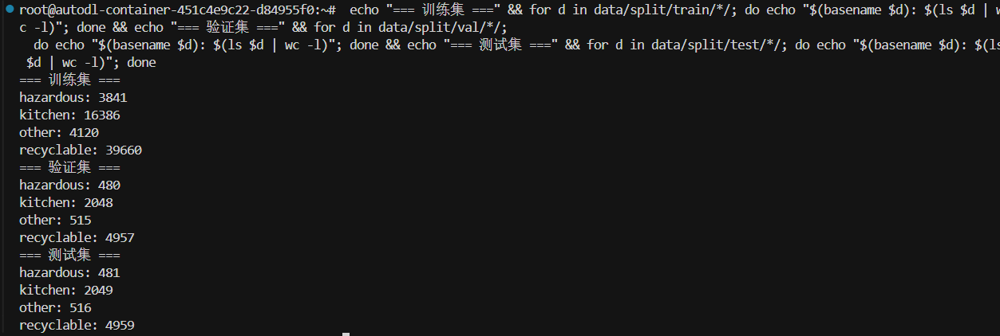 root@autodl-container-451c4e9c22-d84955f0:~#  echo "=== 训练集 ===" && for d in data/split/train/*/; do echo "$(basename $d): $(ls $d | w
c -l)"; done && echo "=== 验证集 ===" && for d in data/split/val/*/;
  do echo "$(basename $d): $(ls $d | wc -l)"; done && echo "=== 测试集 ===" && for d in data/split/test/*/; do echo "$(basename $d): $(ls
 $d | wc -l)"; done
=== 训练集 ===
hazardous: 3841
kitchen: 16386
other: 4120
recyclable: 39660
=== 验证集 ===
hazardous: 480
kitchen: 2048
other: 515
recyclable: 4957
=== 测试集 ===
hazardous: 481
kitchen: 2049
other: 516
recyclable: 4959